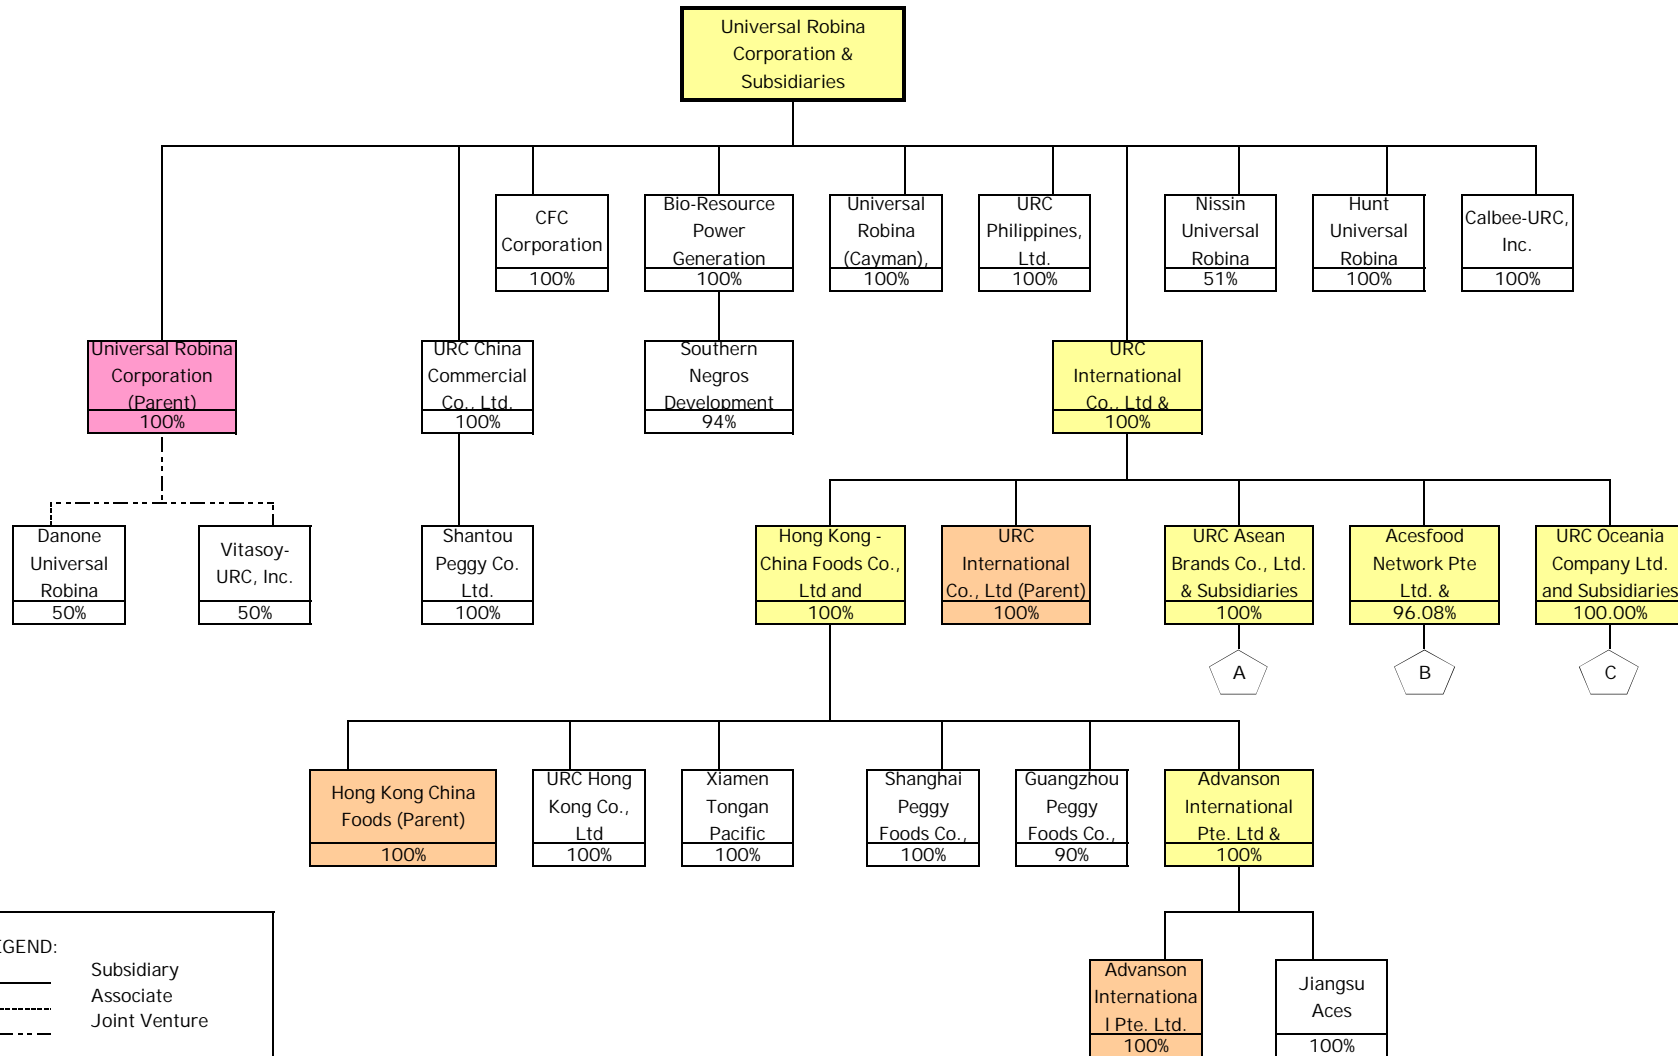 Universal Robina
Corporation &
Subsidiaries
CFC
Corporation
100%
Bio-Resource
Power
Generation
100%
Universal
Robina
(Cayman),
100%
URC
Philippines,
Ltd.
100%
Nissin
Universal
Robina
51%
Hunt
Universal
Robina
100%
Calbee-URC,
Inc.
100%
Universal Robina
Corporation
(Parent)
100%
URC China
Commercial
Co., Ltd.
100%
Southern
Negros
Development
94%
URC
International
Co., Ltd &
100%
Danone
Universal
Robina
50%
Vitasoy-
URC, Inc.
50%
Shantou
Peggy Co.
Ltd.
100%
Hong Kong -
China Foods Co.,
Ltd and
100%
URC
International
Co., Ltd (Parent)
100%
URC Asean
Brands Co., Ltd.
& Subsidiaries
100%
Acesfood
Network Pte
Ltd. &
96.08%
URC Oceania
Company Ltd.
and Subsidiaries
100.00%
A
B
C
Hong Kong China
Foods (Parent)
100%
URC Hong
Kong Co.,
Ltd
100%
Xiamen
Tongan
Pacific
100%
Shanghai
Peggy
Foods Co.,
100%
Guangzhou
Peggy
Foods Co.,
90%
Advanson
International
Pte. Ltd &
100%
Advanson
Internationa
l Pte. Ltd.
100%
Jiangsu
Aces
100%
EGEND:
Subsidiary
Associate
Joint Venture